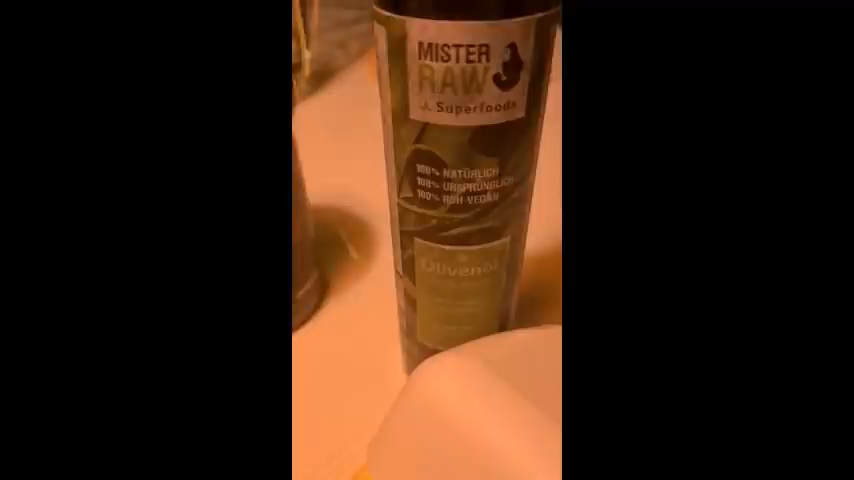 MISTER
RAW
Superfoods
100% NATÜRLICH
100% URSPRÜNGLICH
100% ROH-VEGAN
Olivenöl